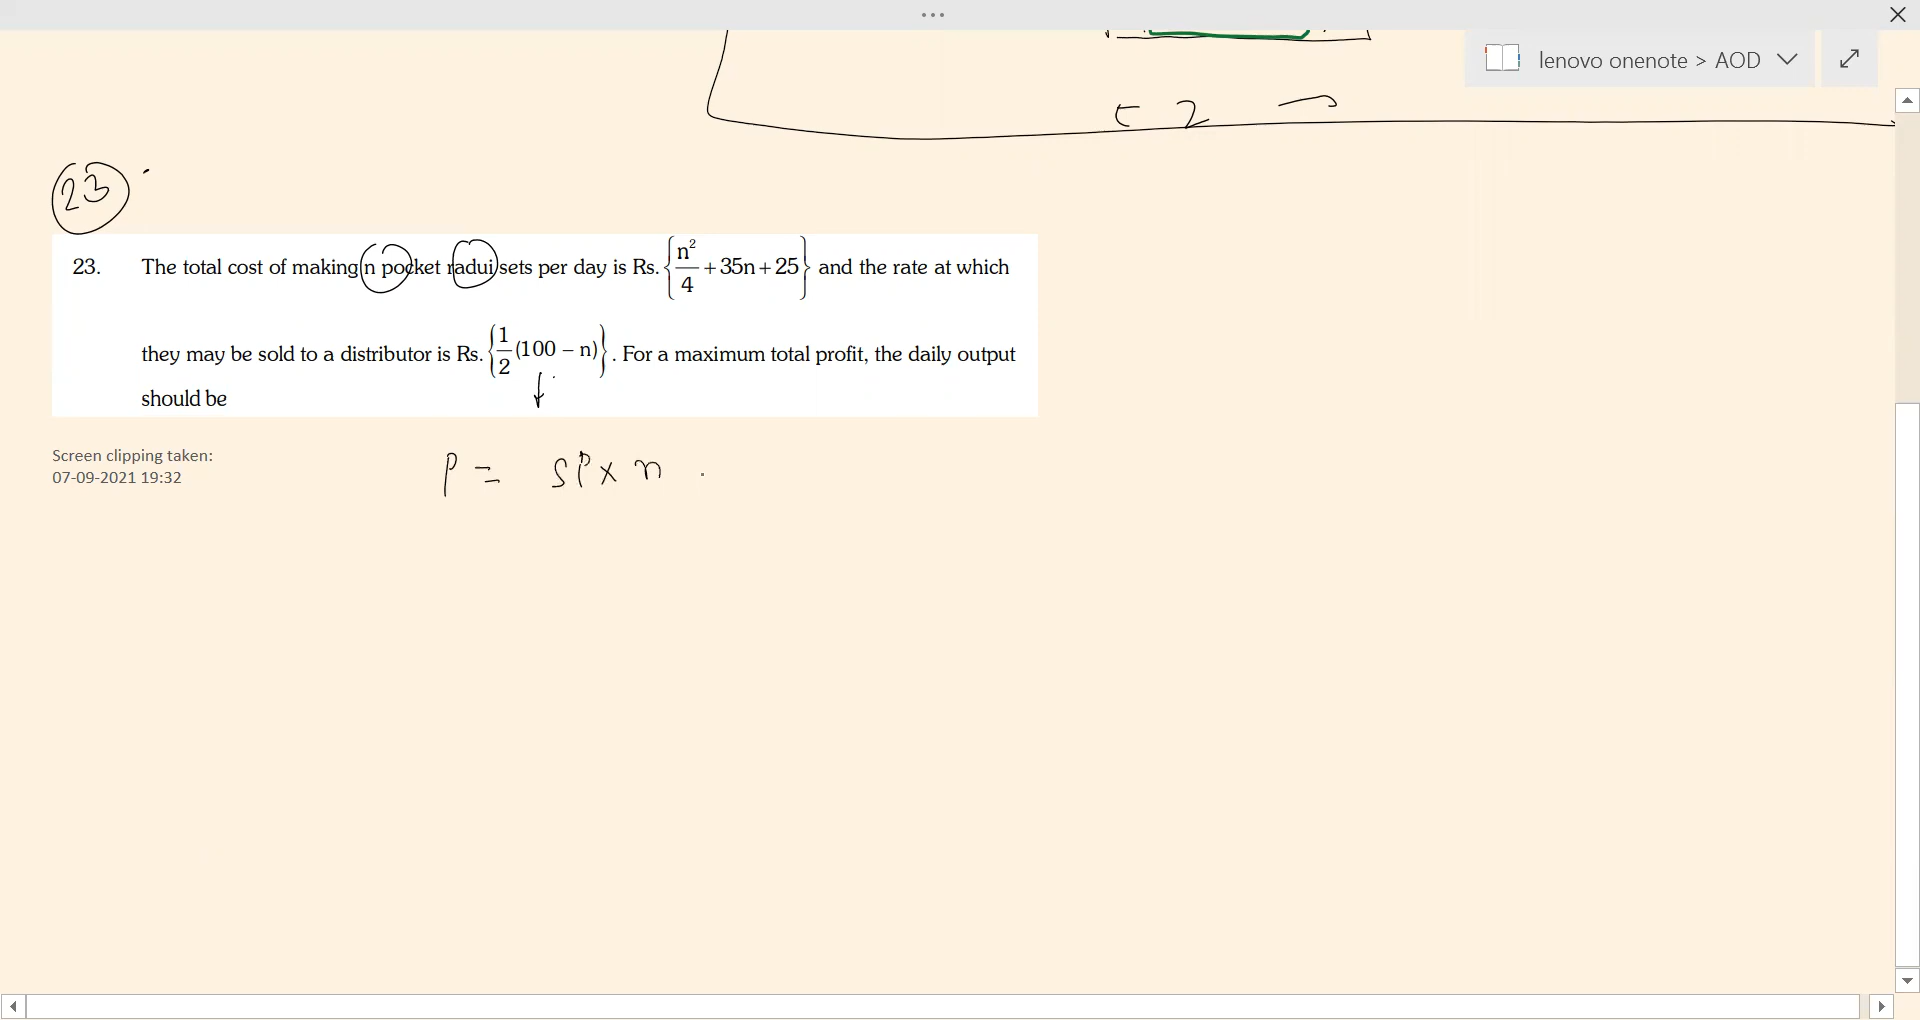 lenovo onenote > AOD
2
23
23. The total cost of making n pocket radui sets per day is Rs. {n²/4 + 35n + 25} and the rate at which
they may be sold to a distributor is Rs. {1/2 (100 – n)}. For a maximum total profit, the daily output
should be
Screen clipping taken:
07-09-2021 19:32
P = SP x n